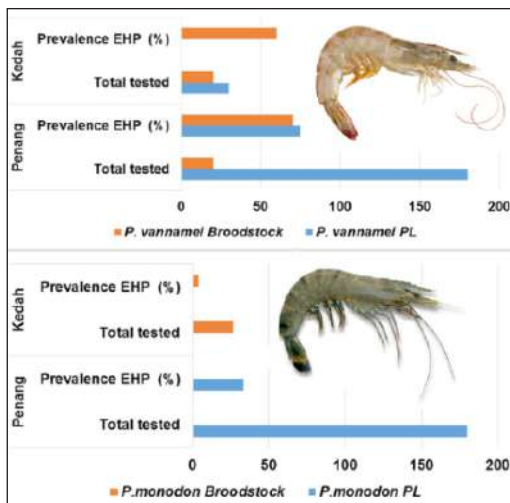 Kedah
Prevalence EHP (%)
Total tested
Penang
Prevalence EHP (%)
Total tested
0 50 100 150 200
P. vannamei Broodstock P. vannamei PL
Kedah
Prevalence EHP (%)
Total tested
Penang
Prevalence EHP (%)
Total tested
0 50 100 150 200
P.monodon Broodstock P.monodon PL